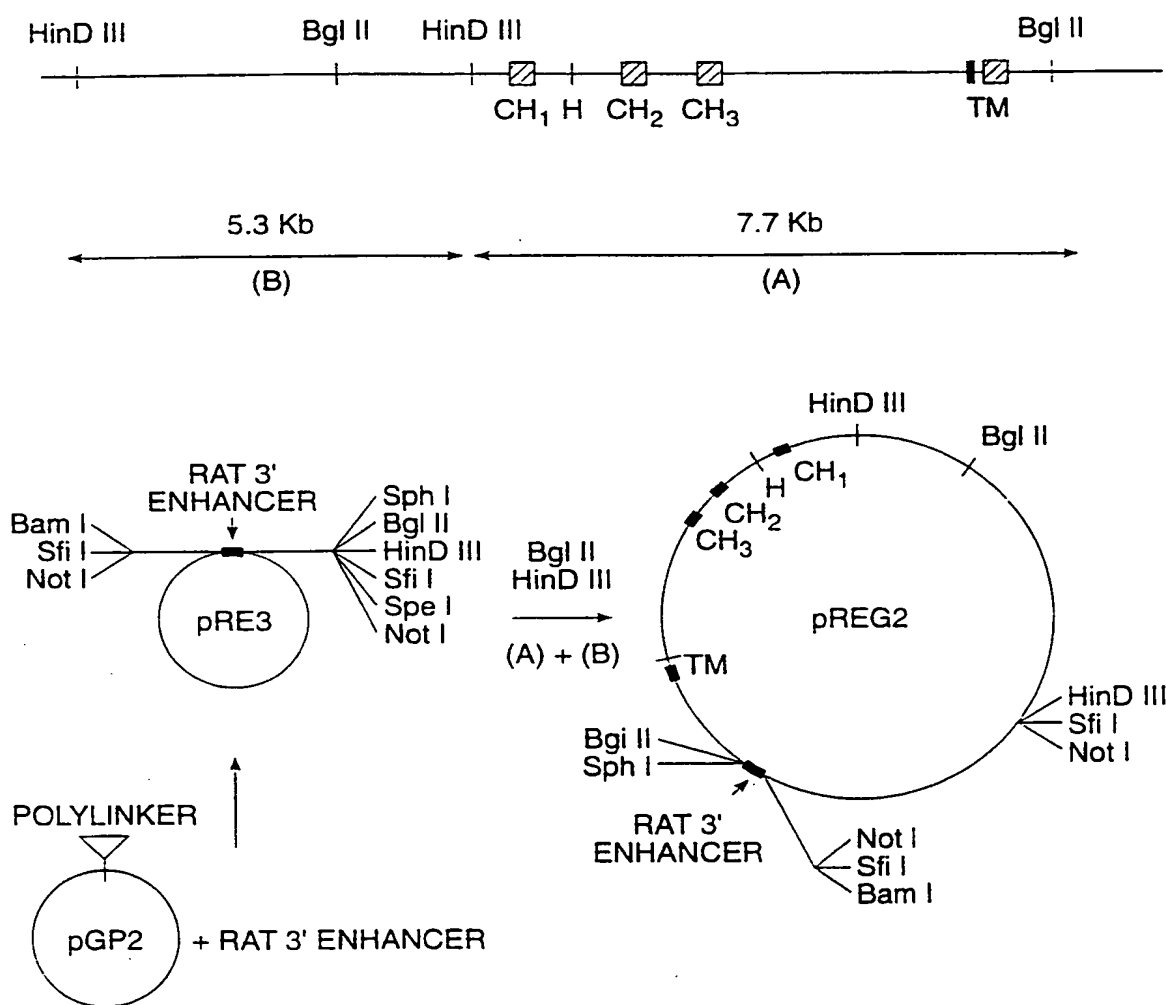 HinD III Bgl II HinD III Bgl II
CH1 H CH2 CH3 TM
5.3 Kb 7.7 Kb
(B) (A)
RAT 3'
ENHANCER
Bam I
Sfi I
Not I
Sph I
Bgl II
HinD III
Sfi I
Spe I
Not I
pRE3
Bgl II
HinD III
(A) + (B)
HinD III
Bgl II
CH1
H
CH2
CH3
pREG2
TM
HinD III
Sfi I
Not I
Bgi II
Sph I
RAT 3'
ENHANCER
Not I
Sfi I
Bam I
POLYLINKER
pGP2 + RAT 3' ENHANCER